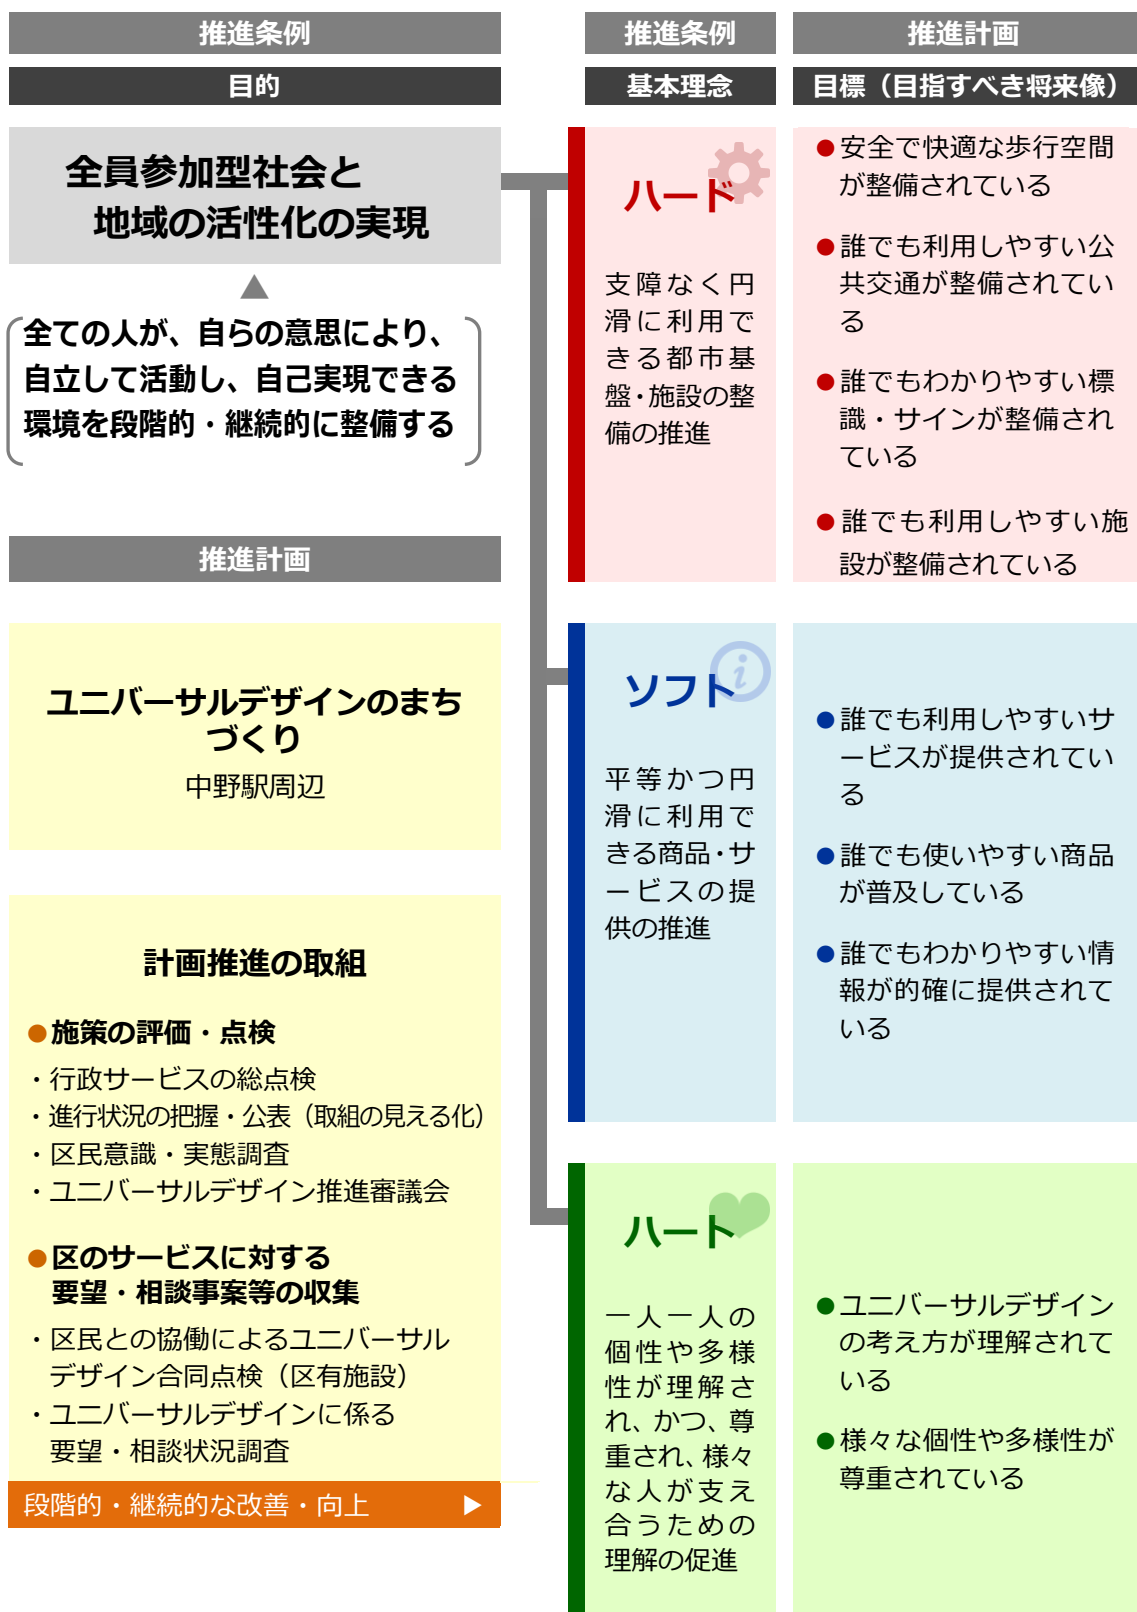 推進条例
目的
全員参加型社会と
地域の活性化の実現
▲
全ての人が、自らの意思により、
自立して活動し、自己実現できる
環境を段階的・継続的に整備する
推進計画
ユニバーサルデザインのまち
づくり
中野駅周辺
計画推進の取組
●施策の評価・点検
・行政サービスの総点検
・進行状況の把握・公表（取組の見える化）
・区民意識・実態調査
・ユニバーサルデザイン推進審議会
●区のサービスに対する
要望・相談事案等の収集
・区民との協働によるユニバーサル
デザイン合同点検（区有施設）
・ユニバーサルデザインに係る
要望・相談状況調査
段階的・継続的な改善・向上 ▶
推進条例
基本理念
推進計画
目標（目指すべき将来像）
ハード
支障なく円
滑に利用で
きる都市基
盤・施設の整
備の推進
●安全で快適な歩行空間
が整備されている
●誰でも利用しやすい公
共交通が整備されてい
る
●誰でもわかりやすい標
識・サインが整備され
ている
●誰でも利用しやすい施
設が整備されている
ソフト
平等かつ円
滑に利用で
きる商品・サ
ービスの提
供の推進
●誰でも利用しやすいサ
ービスが提供されてい
る
●誰でも使いやすい商品
が普及している
●誰でもわかりやすい情
報が的確に提供されて
いる
ハート
一人一人の
個性や多様
性が理解さ
れ、かつ、尊
重され、様々
な人が支え
合うための
理解の促進
●ユニバーサルデザイン
の考え方が理解されて
いる
●様々な個性や多様性が
尊重されている